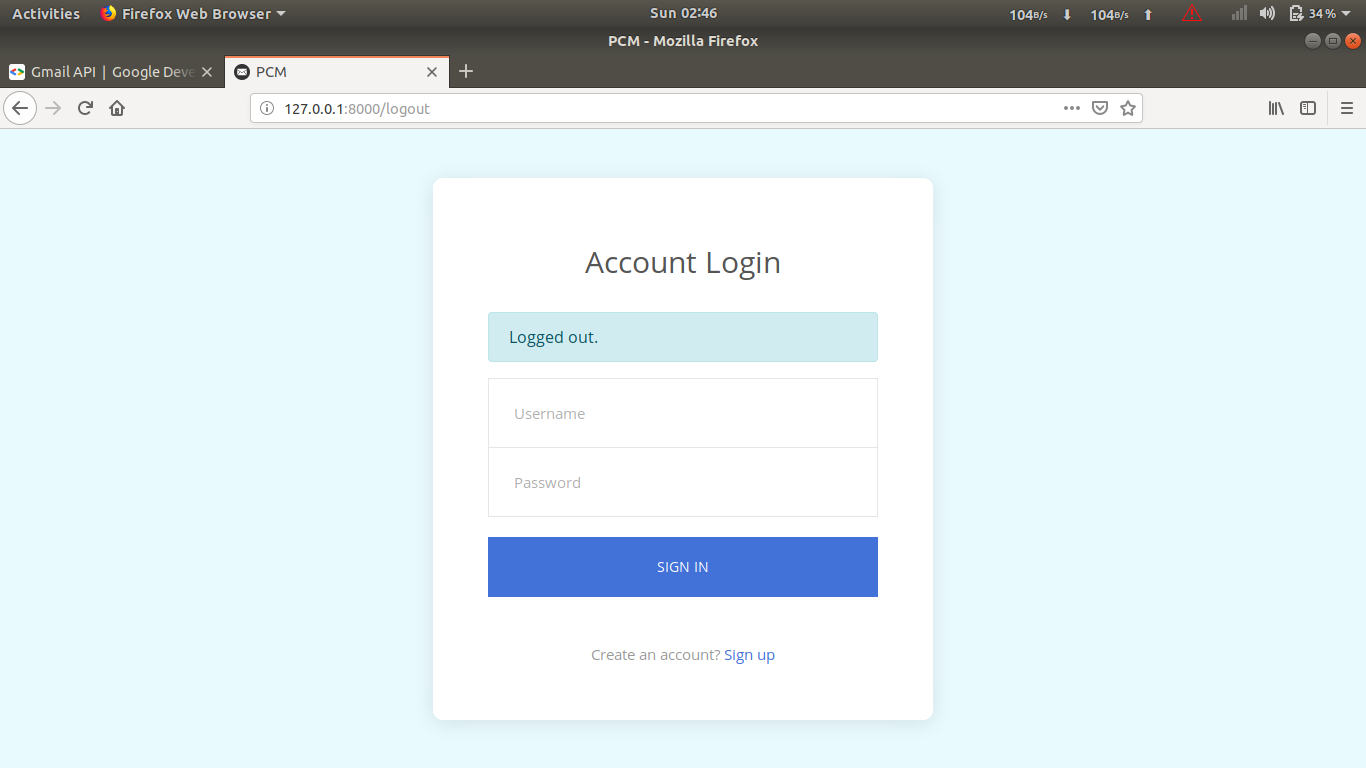 Activities Firefox Web Browser Sun 02:46 104B/s 104B/s 34%
PCM - Mozilla Firefox
Gmail API | Google Deve PCM
127.0.0.1:8000/logout
Account Login
Logged out.
Username
Password
SIGN IN
Create an account? Sign up